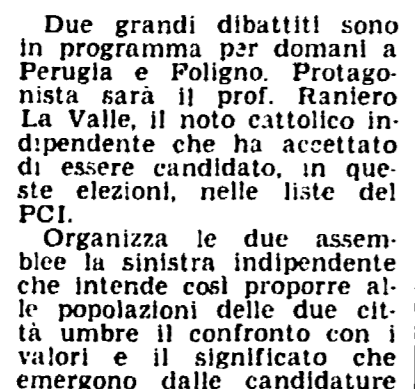 Due grandi dibattiti sono
in programma per domani a
Perugia e Foligno. Protago-
nista sarà il prof. Raniero
La Valle, il noto cattolico in-
dipendente che ha accettato
di essere candidato, in que-
ste elezioni, nelle liste del
PCI.
Organizza le due assem-
blee la sinistra indipendente
che intende così proporre al-
le popolazioni delle due cit-
tà umbre il confronto con i
valori e il significato che
emergono dalle candidature